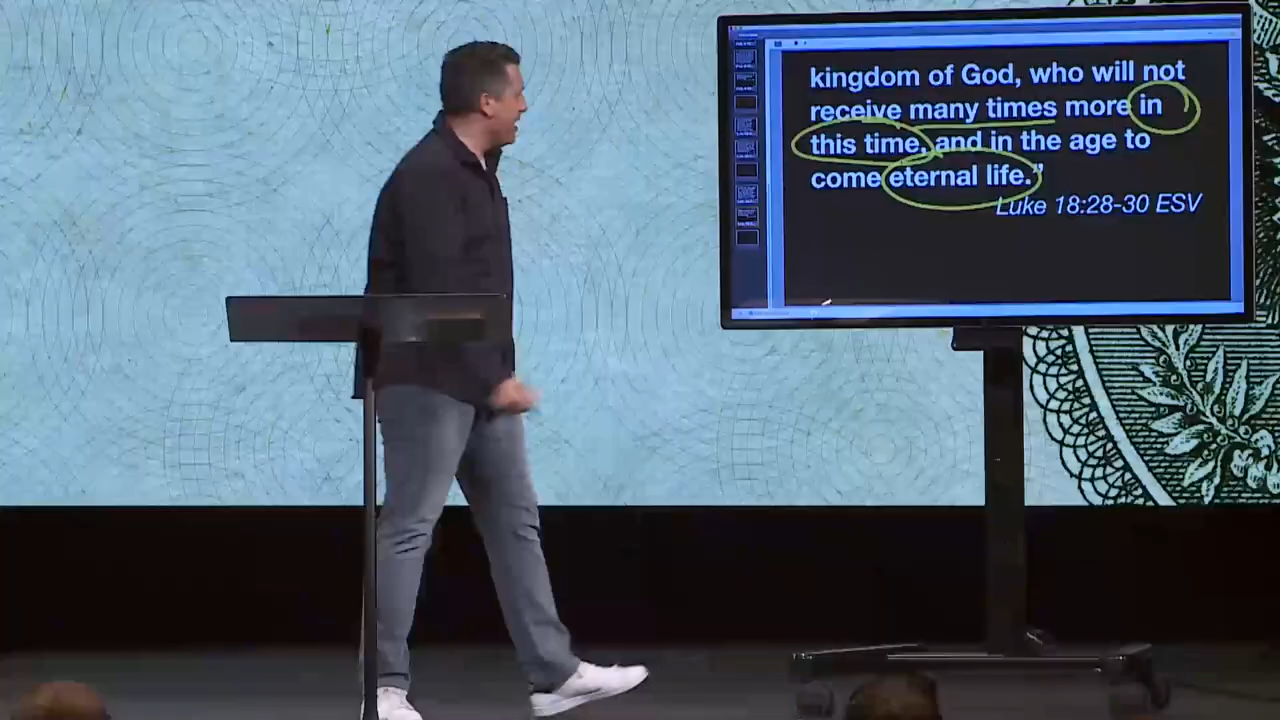 kingdom of God, who will not
receive many times more in
this time, and in the age to
come eternal life.”
Luke 18:28-30 ESV